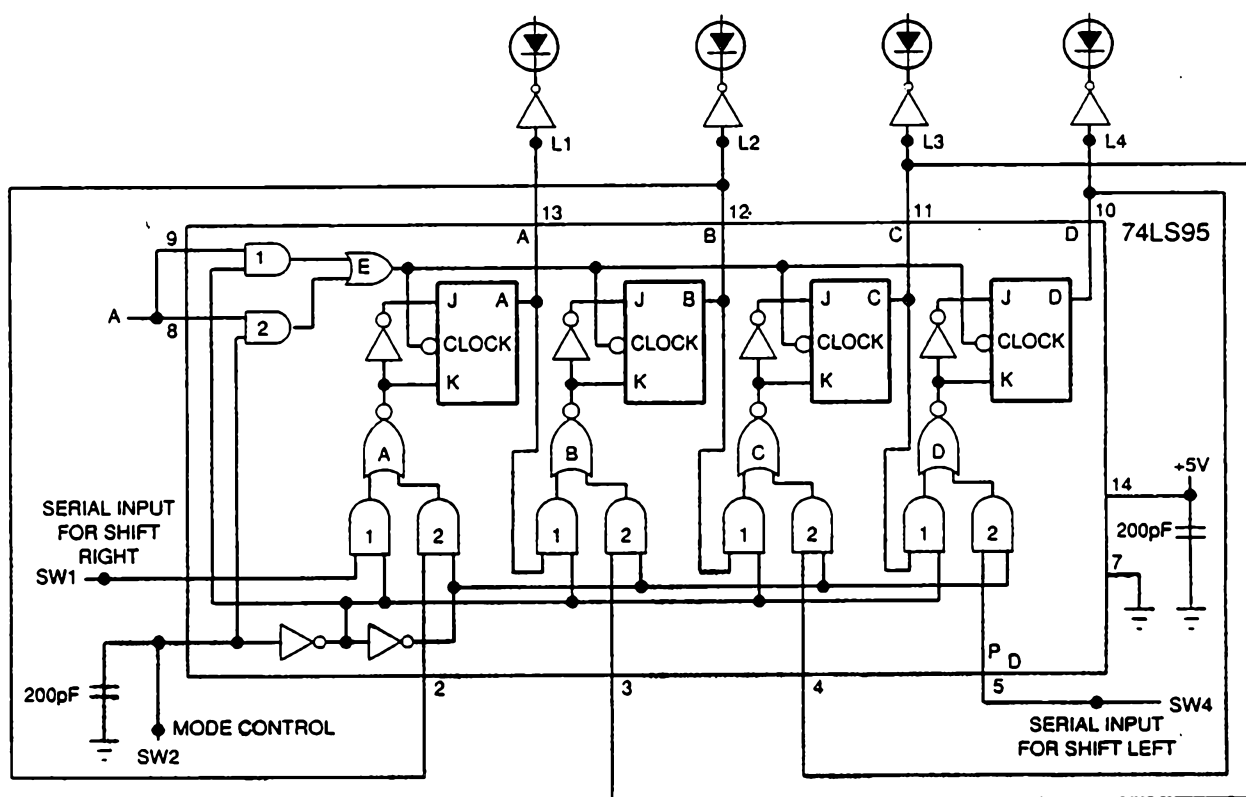 L1
L2
L3
L4
13
12
11
10
A
B
C
D
74LS95
9
1
E
A
8
2
J A
CLOCK
K
J B
CLOCK
K
J C
CLOCK
K
J D
CLOCK
K
A
B
C
D
+5V
14
200pF
7
SERIAL INPUT
FOR SHIFT
RIGHT
SW1
1
2
1
2
1
2
1
2
200pF
MODE CONTROL
SW2
2
3
4
P D
5
SW4
SERIAL INPUT
FOR SHIFT LEFT